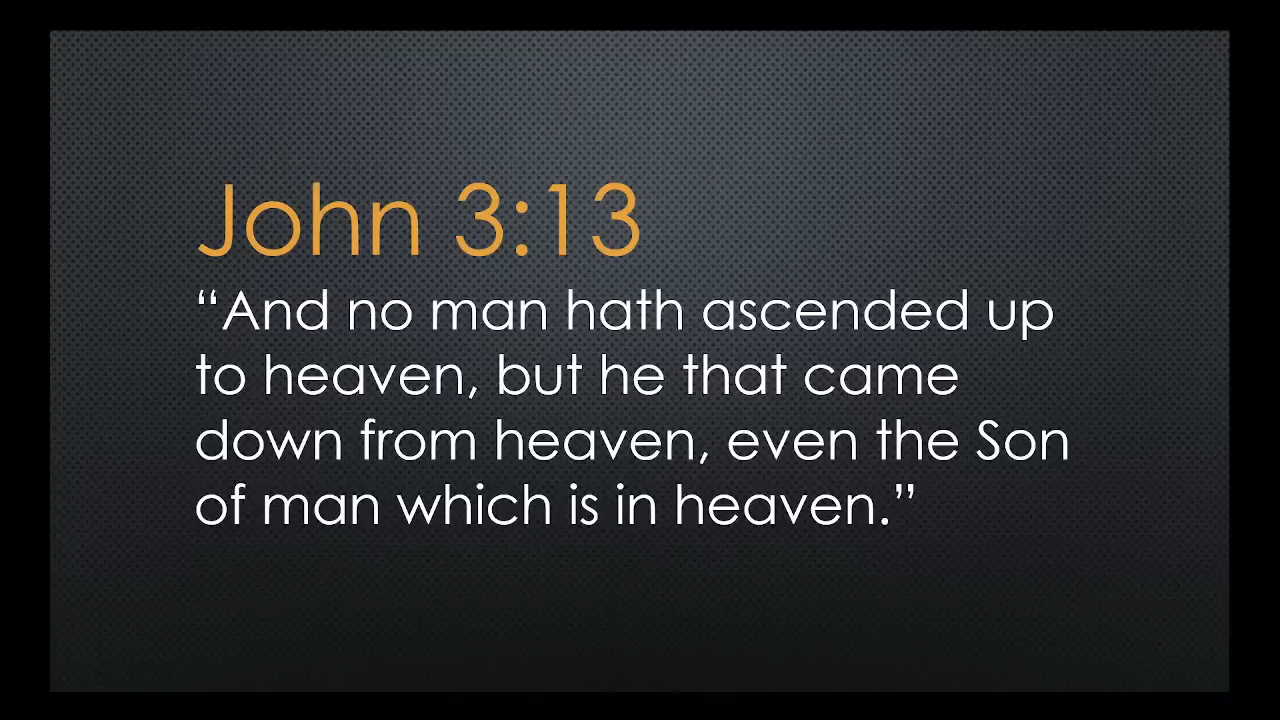 John 3:13
“And no man hath ascended up
to heaven, but he that came
down from heaven, even the Son
of man which is in heaven.”